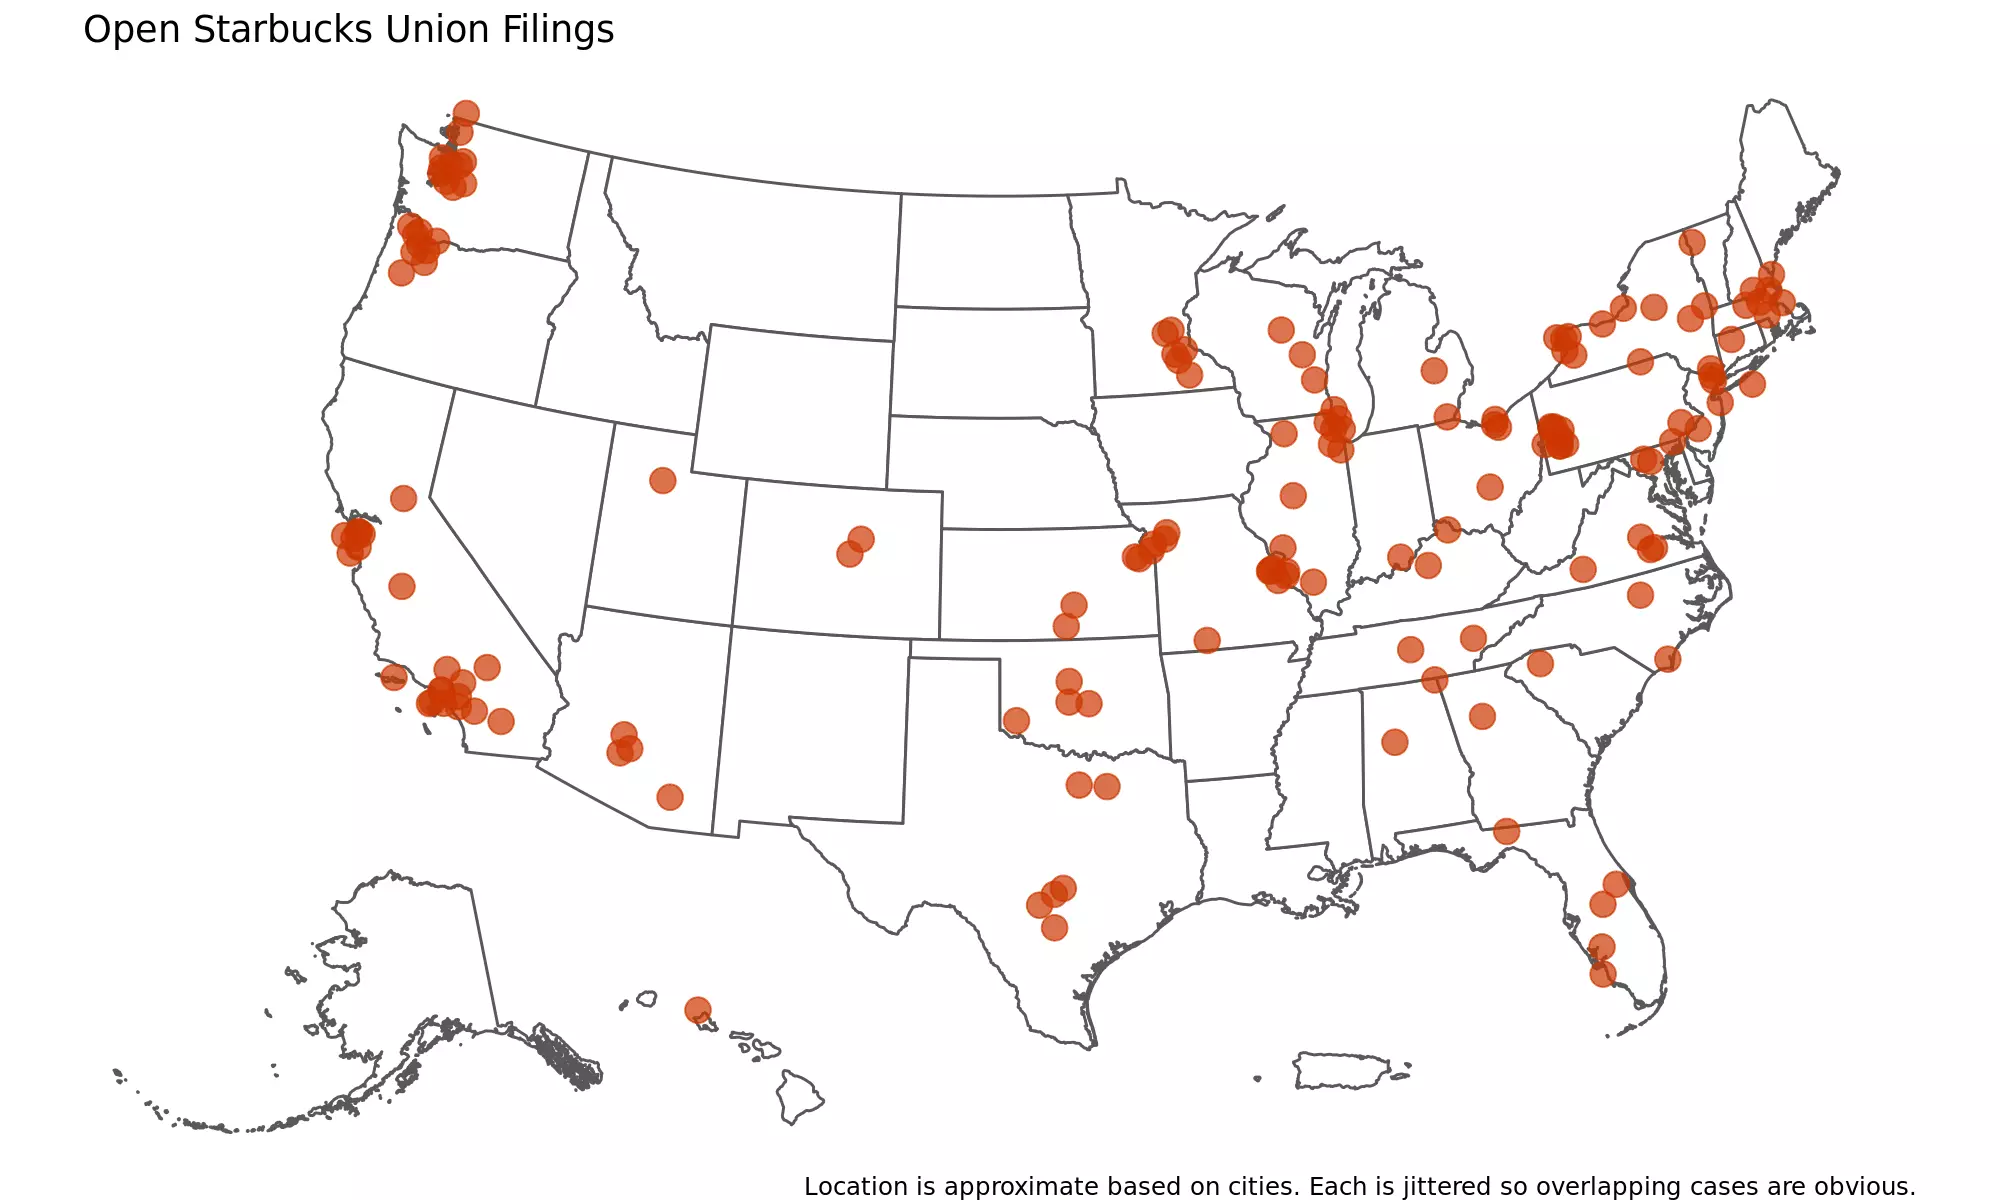 Open Starbucks Union Filings
Location is approximate based on cities. Each is jittered so overlapping cases are obvious.